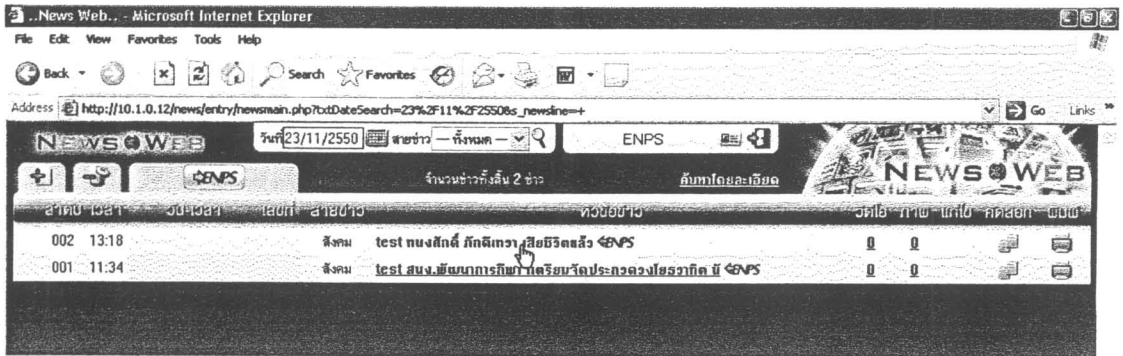 ..News Web.. - Microsoft Internet Explorer
File Edit View Favorites Tools Help
Back Search Favorites
Address http://10.1.0.12/news/entry/newsmain.php?txtDateSearch=23%2F11%2F2550&s_newsline=+ Go Links »
NEWS@WEB วันที่ 23/11/2550 สายข่าว -- ทั้งหมด -- ENPS
NEWS@WEB
ENPS จำนวนข่าวทั้งสิ้น 2 ข่าว ค้นหาโดยละเอียด
ลำดับ เวลา วัน-เวลา เลขที่ สายข่าว หัวข้อข่าว วิดีโอ ภาพ แก้ไข คัดลอก พิมพ์
002 13:18 สังคม test ทนงศักดิ์ ภักดีเทวา เสียชีวิตแล้ว ENPS 0 0
001 11:34 สังคม test สนง.พัฒนาการกีฬา เตรียมจัดประกวดวงโยธวาทิต ENPS 0 0